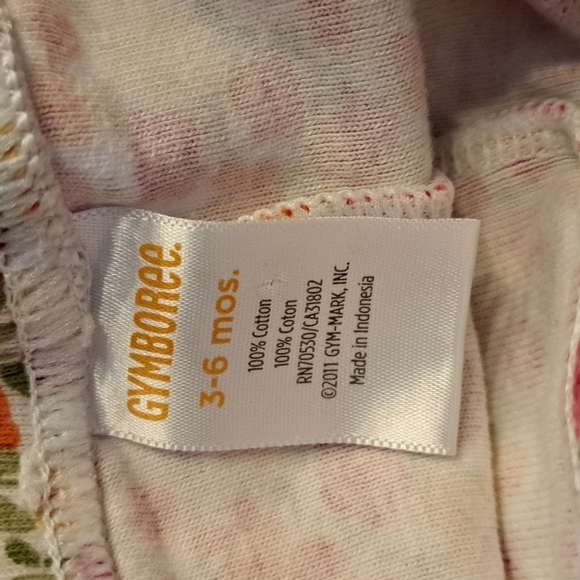 GYMBOREE.
3-6 mos.
100% Cotton
100% Coton
RN70530/CA31802
©2011 GYM-MARK, INC.
Made in Indonesia